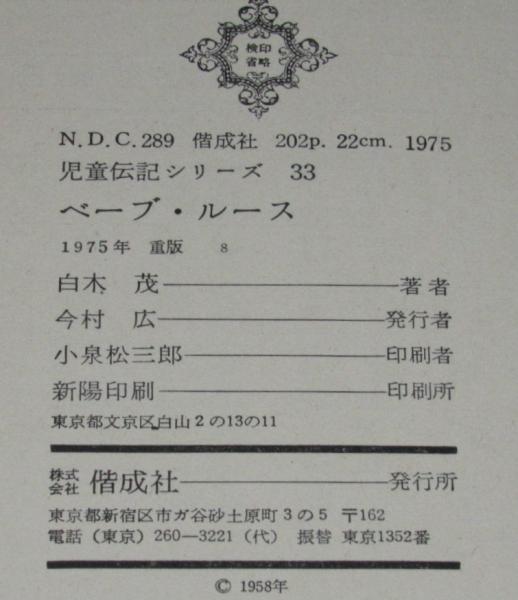 検印
省略
N.D.C.289 偕成社 202p. 22cm. 1975
児童伝記シリーズ 33
ベーブ・ルース
1975年 重版 8
白木 茂――――著者
今村 広――――発行者
小泉松三郎――――印刷者
新陽印刷――――印刷所
東京都文京区白山2の13の11
株式会社 偕成社――――発行所
東京都新宿区市ガ谷砂土原町3の5 〒162
電話(東京)260―3221(代) 振替 東京1352番
© 1958年